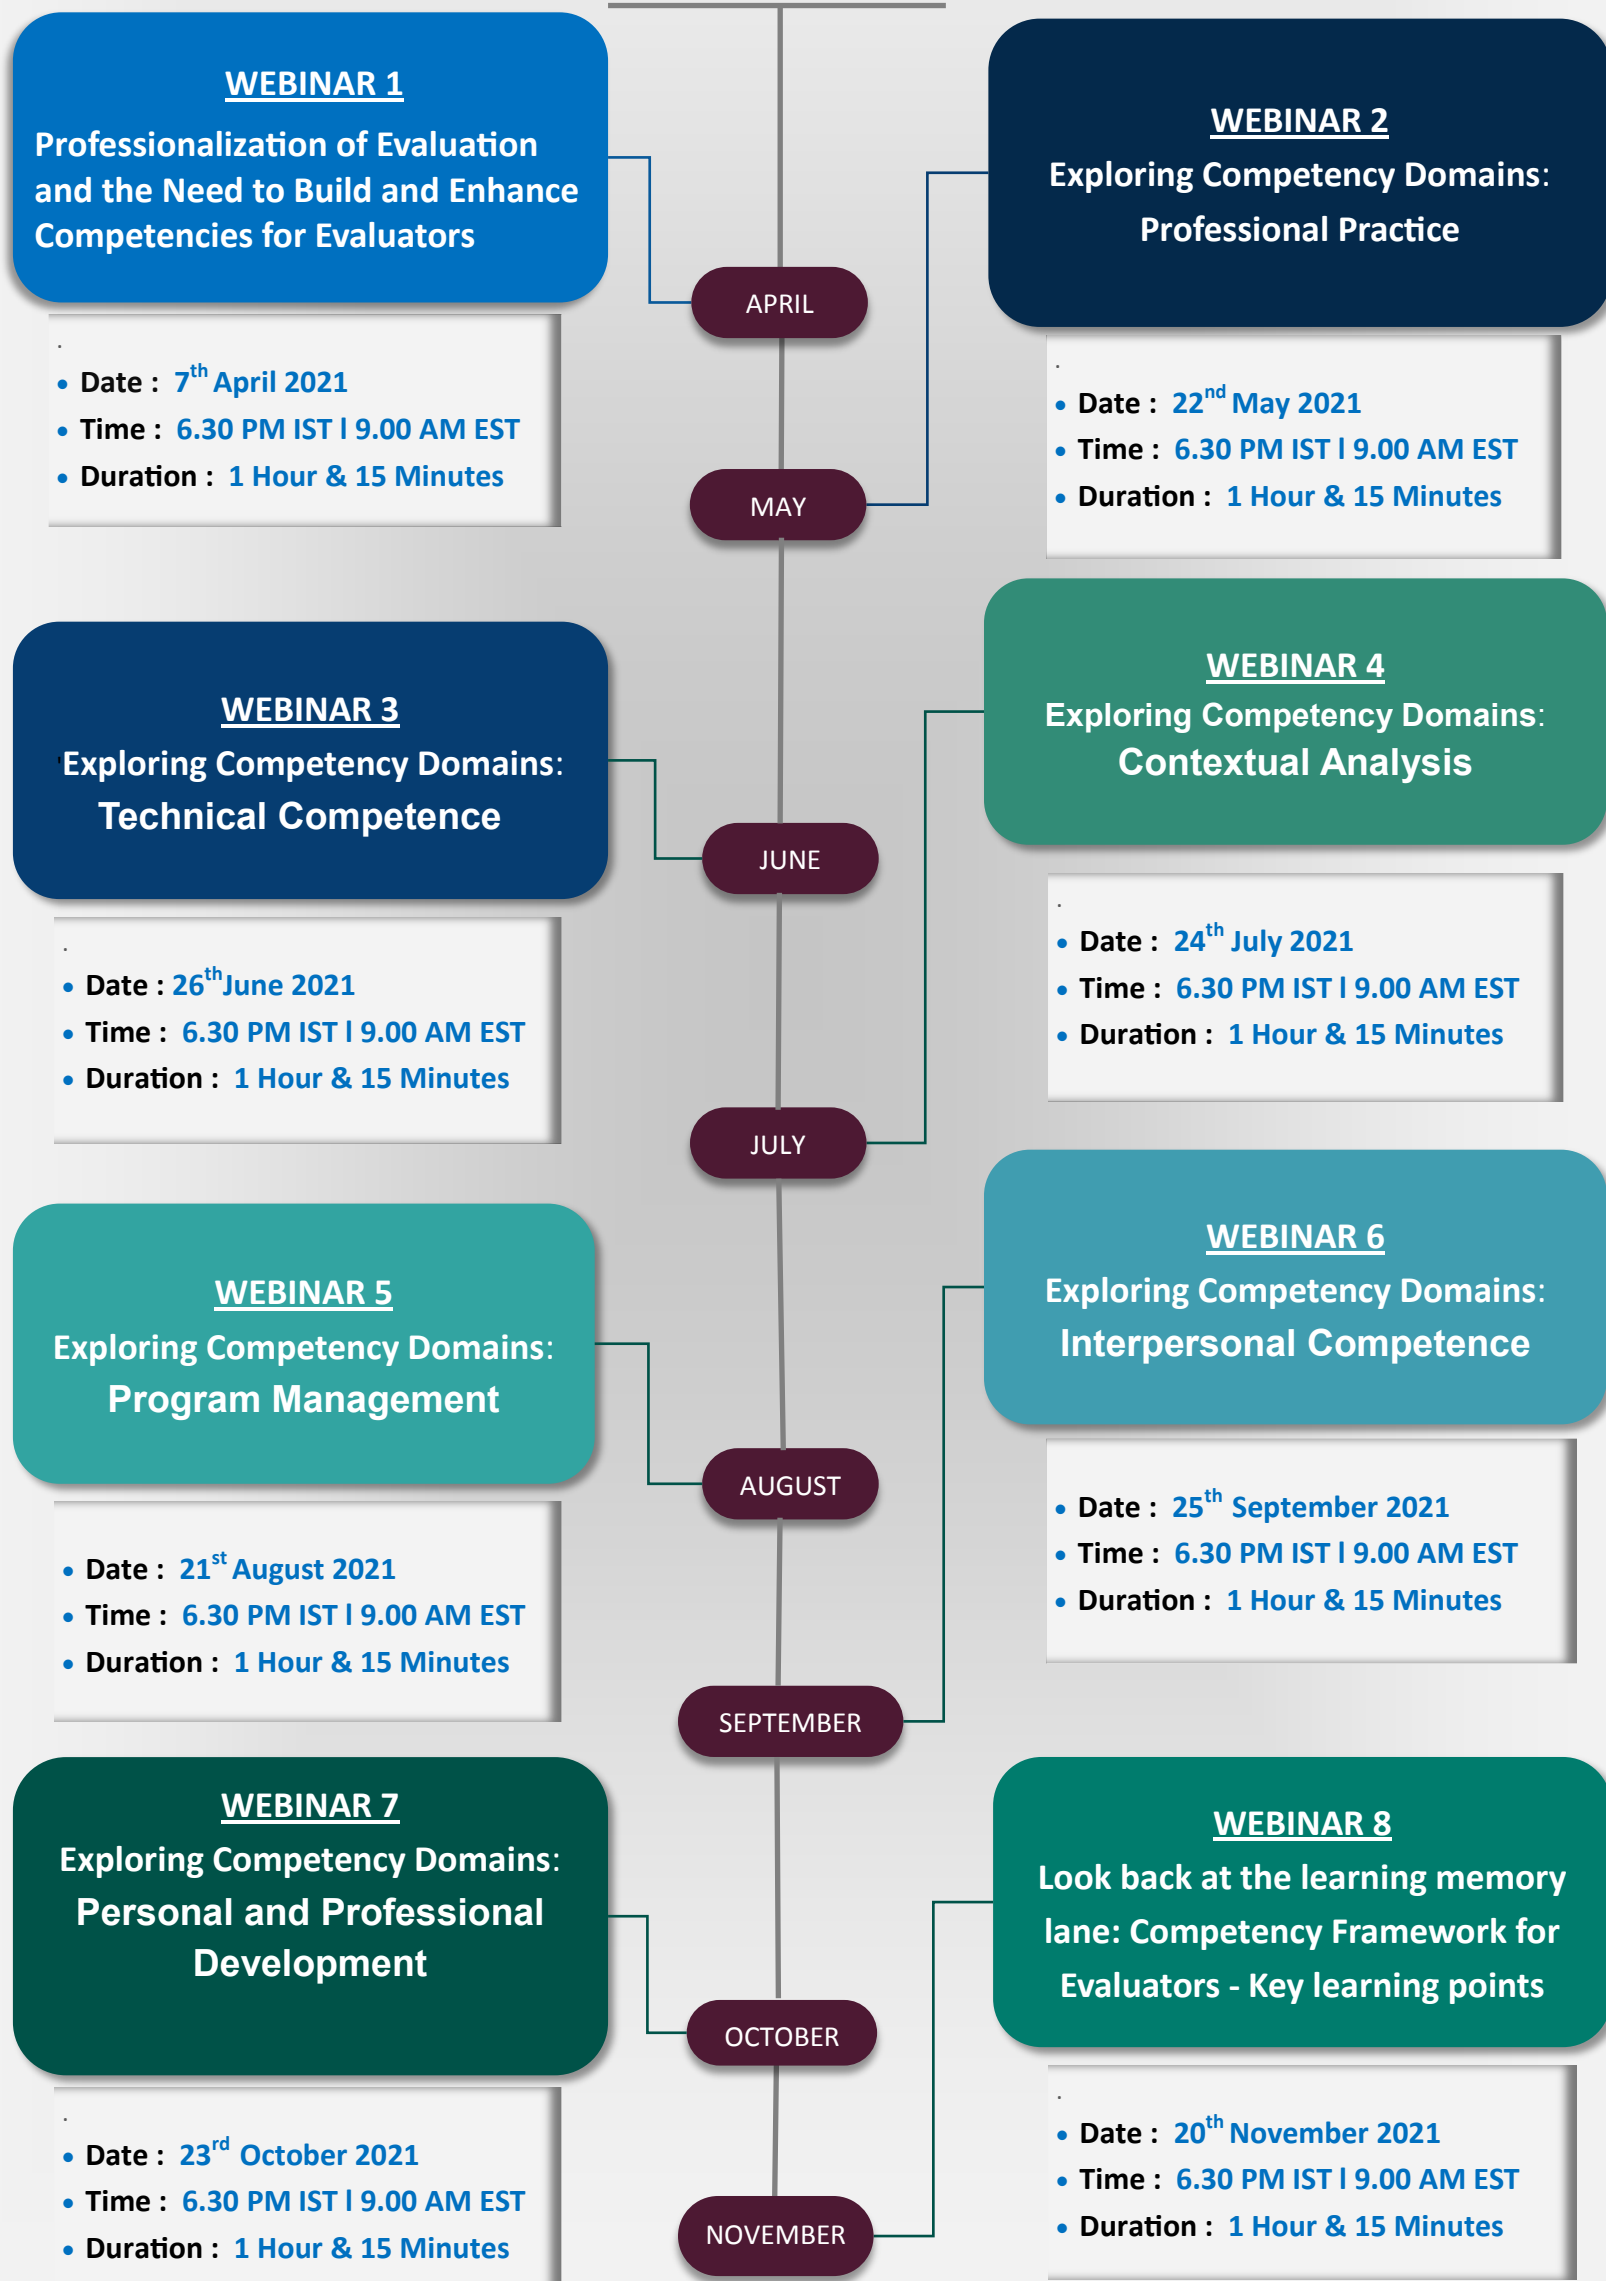 WEBINAR 1
Professionalization of Evaluation
and the Need to Build and Enhance
Competencies for Evaluators
.
• Date : 7th April 2021
• Time : 6.30 PM IST l 9.00 AM EST
• Duration : 1 Hour & 15 Minutes
APRIL
WEBINAR 2
Exploring Competency Domains:
Professional Practice
.
• Date : 22nd May 2021
• Time : 6.30 PM IST l 9.00 AM EST
• Duration : 1 Hour & 15 Minutes
MAY
WEBINAR 3
'Exploring Competency Domains:
Technical Competence
.
• Date : 26th June 2021
• Time : 6.30 PM IST l 9.00 AM EST
• Duration : 1 Hour & 15 Minutes
JUNE
WEBINAR 4
Exploring Competency Domains:
Contextual Analysis
.
• Date : 24th July 2021
• Time : 6.30 PM IST l 9.00 AM EST
• Duration : 1 Hour & 15 Minutes
JULY
WEBINAR 5
Exploring Competency Domains:
Program Management
• Date : 21st August 2021
• Time : 6.30 PM IST l 9.00 AM EST
• Duration : 1 Hour & 15 Minutes
AUGUST
WEBINAR 6
Exploring Competency Domains:
Interpersonal Competence
• Date : 25th September 2021
• Time : 6.30 PM IST l 9.00 AM EST
• Duration : 1 Hour & 15 Minutes
SEPTEMBER
WEBINAR 7
Exploring Competency Domains:
Personal and Professional
Development
.
• Date : 23rd October 2021
• Time : 6.30 PM IST l 9.00 AM EST
• Duration : 1 Hour & 15 Minutes
OCTOBER
WEBINAR 8
Look back at the learning memory
lane: Competency Framework for
Evaluators - Key learning points
.
• Date : 20th November 2021
• Time : 6.30 PM IST l 9.00 AM EST
• Duration : 1 Hour & 15 Minutes
NOVEMBER